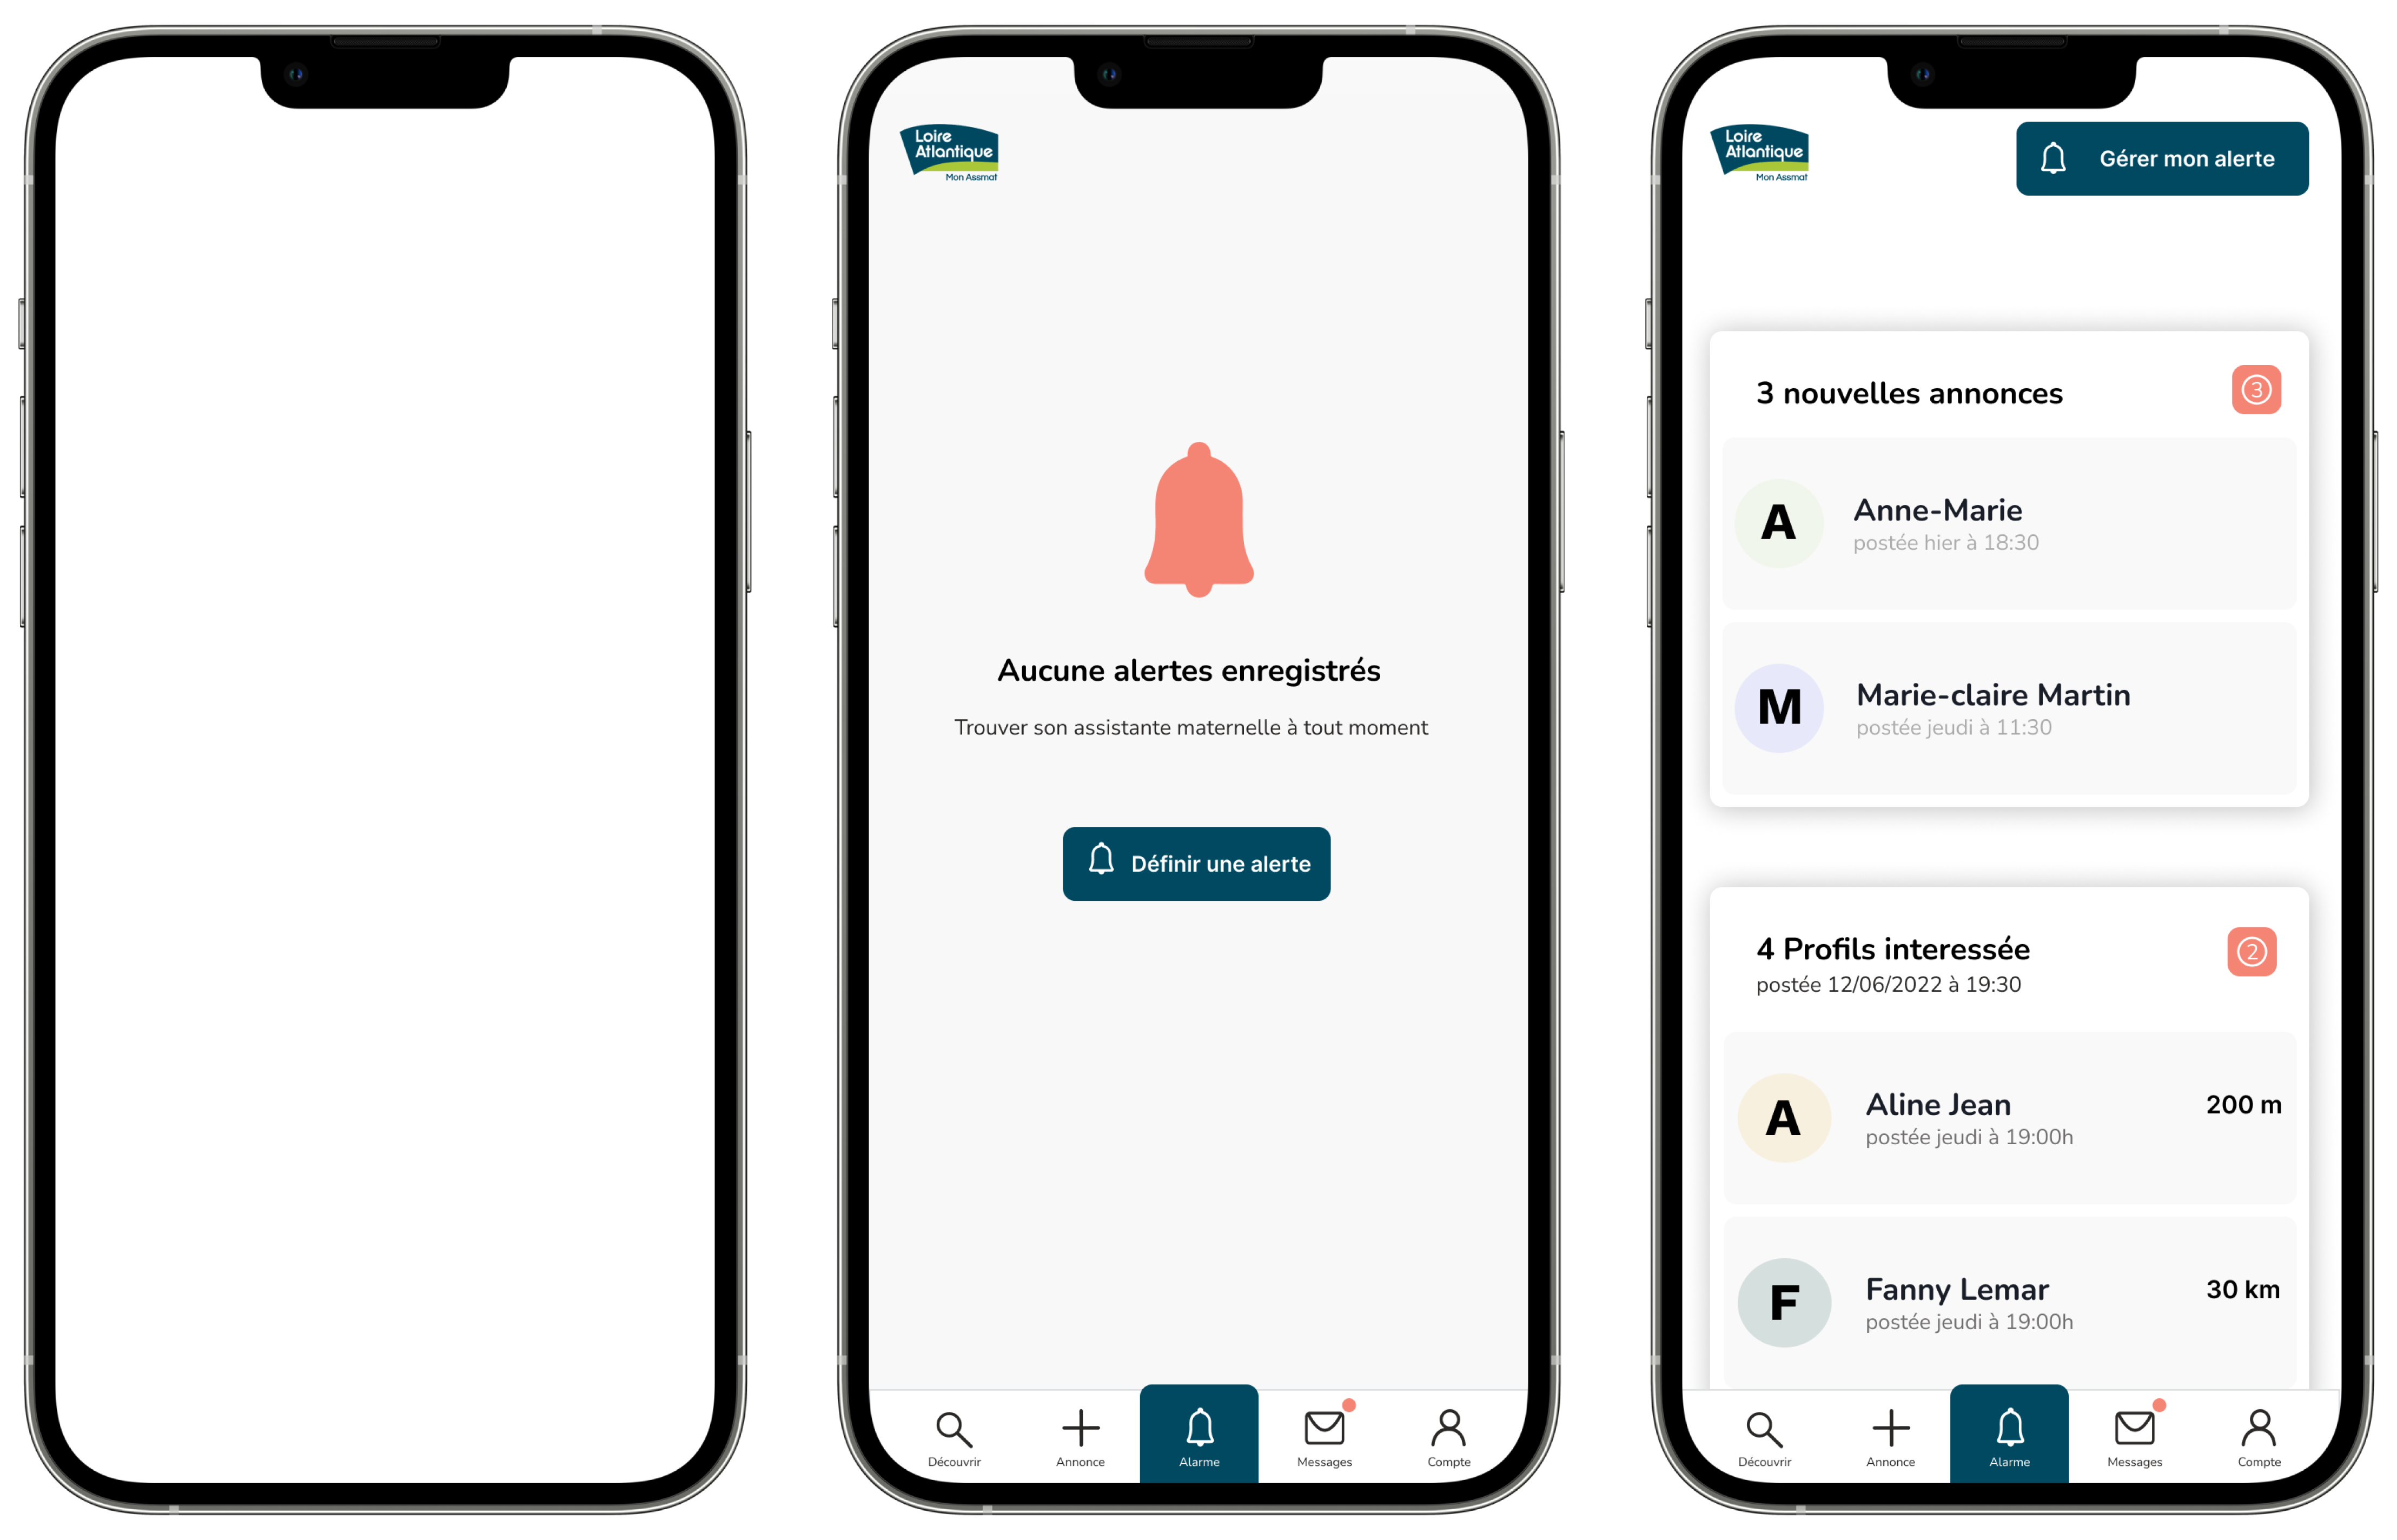 Loire
Atlantique
Mon Assmat
Aucune alertes enregistrés
Trouver son assistante maternelle à tout moment
Définir une alerte
Découvrir
Annonce
Alarme
Messages
Compte
Loire
Atlantique
Mon Assmat
Gérer mon alerte
3 nouvelles annonces
3
A
Anne-Marie
postée hier à 18:30
M
Marie-claire Martin
postée jeudi à 11:30
4 Profils interessée
2
postée 12/06/2022 à 19:30
A
Aline Jean
200 m
postée jeudi à 19:00h
F
Fanny Lemar
30 km
postée jeudi à 19:00h
Découvrir
Annonce
Alarme
Messages
Compte